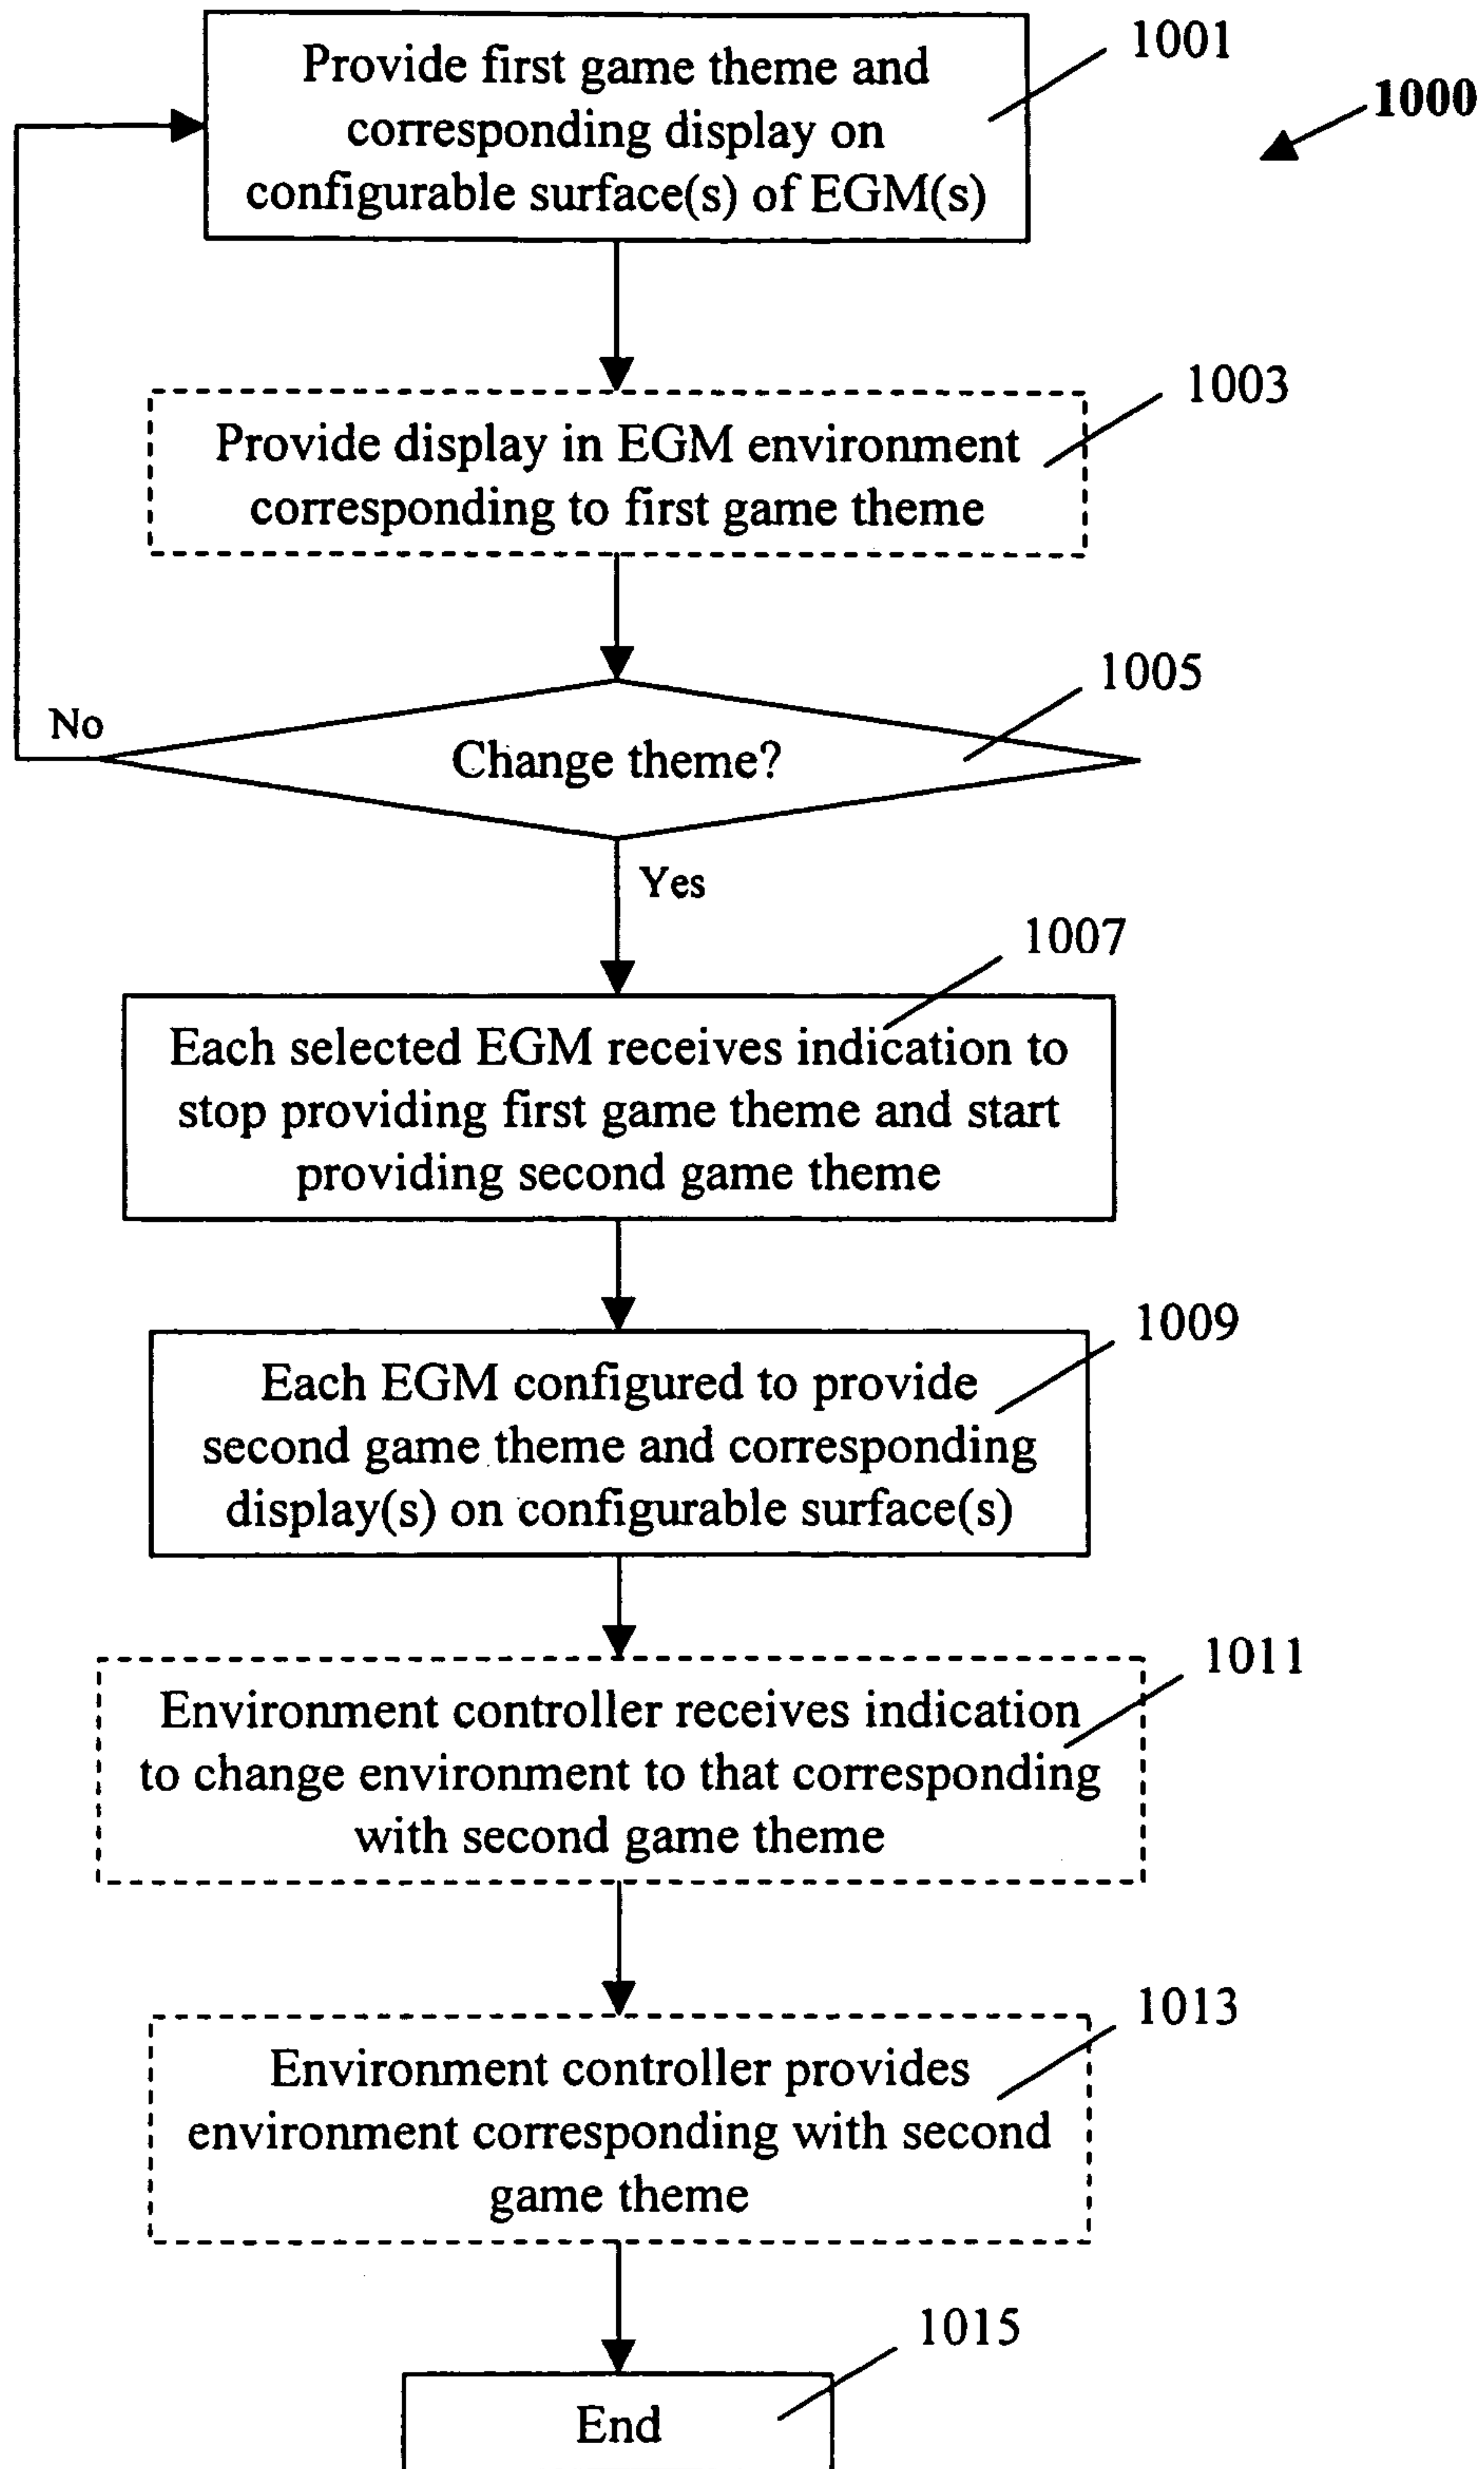 Provide first game theme and
corresponding display on
configurable surface(s) of EGM(s)
1001
1000
Provide display in EGM environment
corresponding to first game theme
1003
Change theme?
1005
No
Yes
Each selected EGM receives indication to
stop providing first game theme and start
providing second game theme
1007
Each EGM configured to provide
second game theme and corresponding
display(s) on configurable surface(s)
1009
Environment controller receives indication
to change environment to that corresponding
with second game theme
1011
Environment controller provides
environment corresponding with second
game theme
1013
End
1015